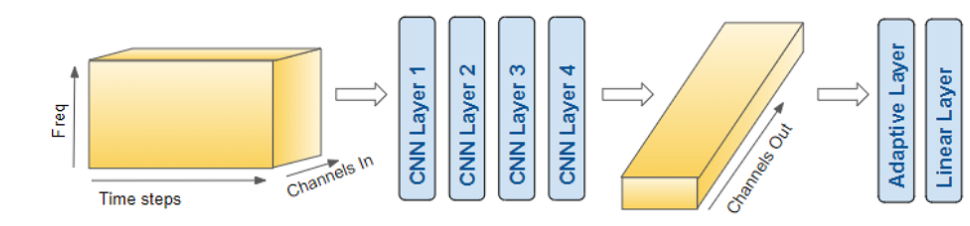 Freq
Time steps
Channels In
CNN Layer 1
CNN Layer 2
CNN Layer 3
CNN Layer 4
Channels Out
Adaptive Layer
Linear Layer